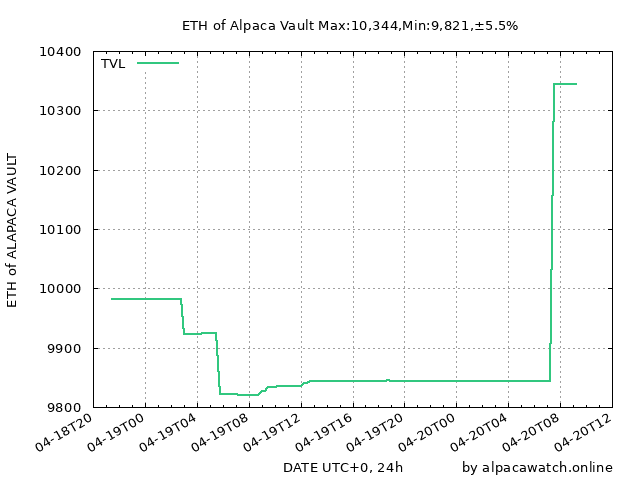 ETH of Alpaca Vault Max:10,344,Min:9,821,±5.5%
TVL
ETH of ALAPACA VAULT
10400
10300
10200
10100
10000
9900
9800
04-18T20
04-19T00
04-19T04
04-19T08
04-19T12
04-19T16
04-19T20
04-20T00
04-20T04
04-20T08
04-20T12
DATE UTC+0, 24h
by alpacawatch.online